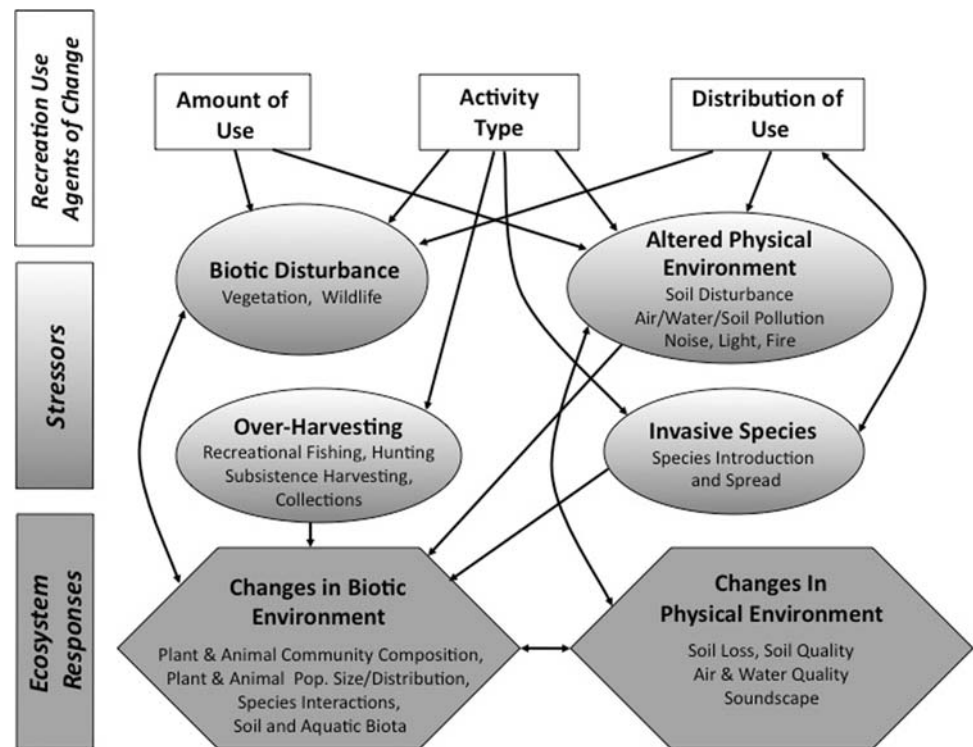 Recreation Use
Agents of Change
Amount of
Use
Activity
Type
Distribution of
Use
Stressors
Biotic Disturbance
Vegetation, Wildlife
Altered Physical
Environment
Soil Disturbance
Air/Water/Soil Pollution
Noise, Light, Fire
Over-Harvesting
Recreational Fishing, Hunting
Subsistence Harvesting,
Collections
Invasive Species
Species Introduction
and Spread
Ecosystem
Responses
Changes in Biotic
Environment
Plant & Animal Community Composition,
Plant & Animal Pop. Size/Distribution,
Species Interactions,
Soil and Aquatic Biota
Changes In
Physical Environment
Soil Loss, Soil Quality
Air & Water Quality
Soundscape